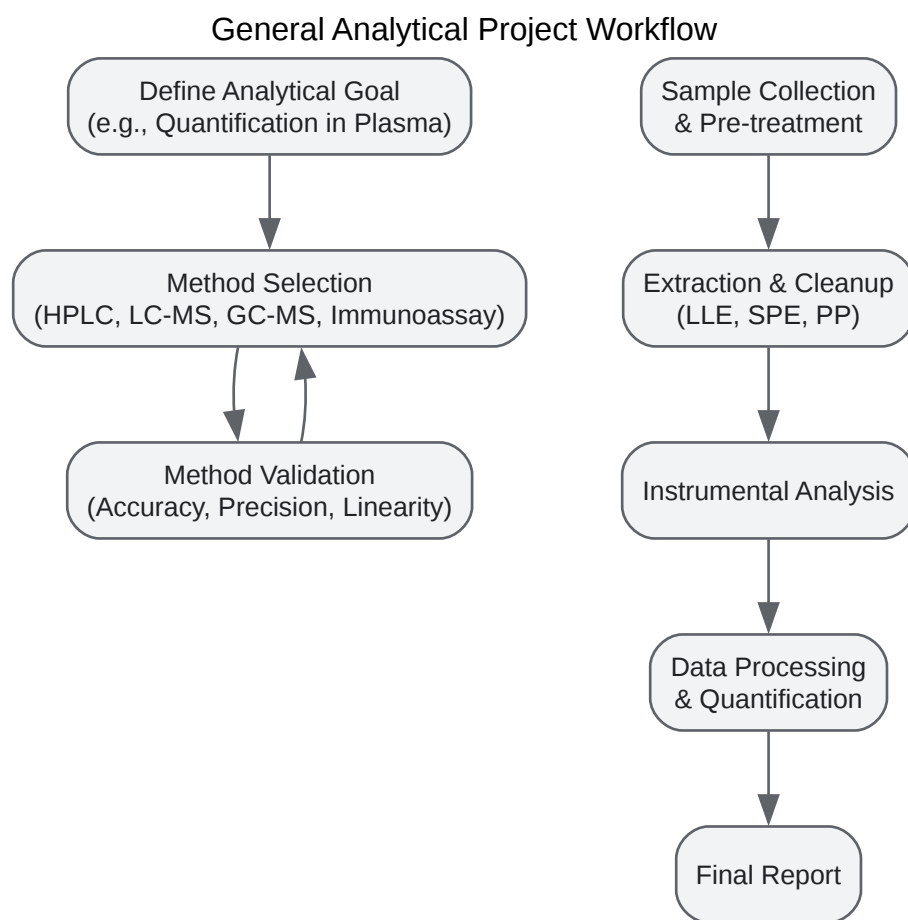 General Analytical Project Workflow
Define Analytical Goal
(e.g., Quantification in Plasma)
Method Selection
(HPLC, LC-MS, GC-MS, Immunoassay)
Method Validation
(Accuracy, Precision, Linearity)
Sample Collection
& Pre-treatment
Extraction & Cleanup
(LLE, SPE, PP)
Instrumental Analysis
Data Processing
& Quantification
Final Report